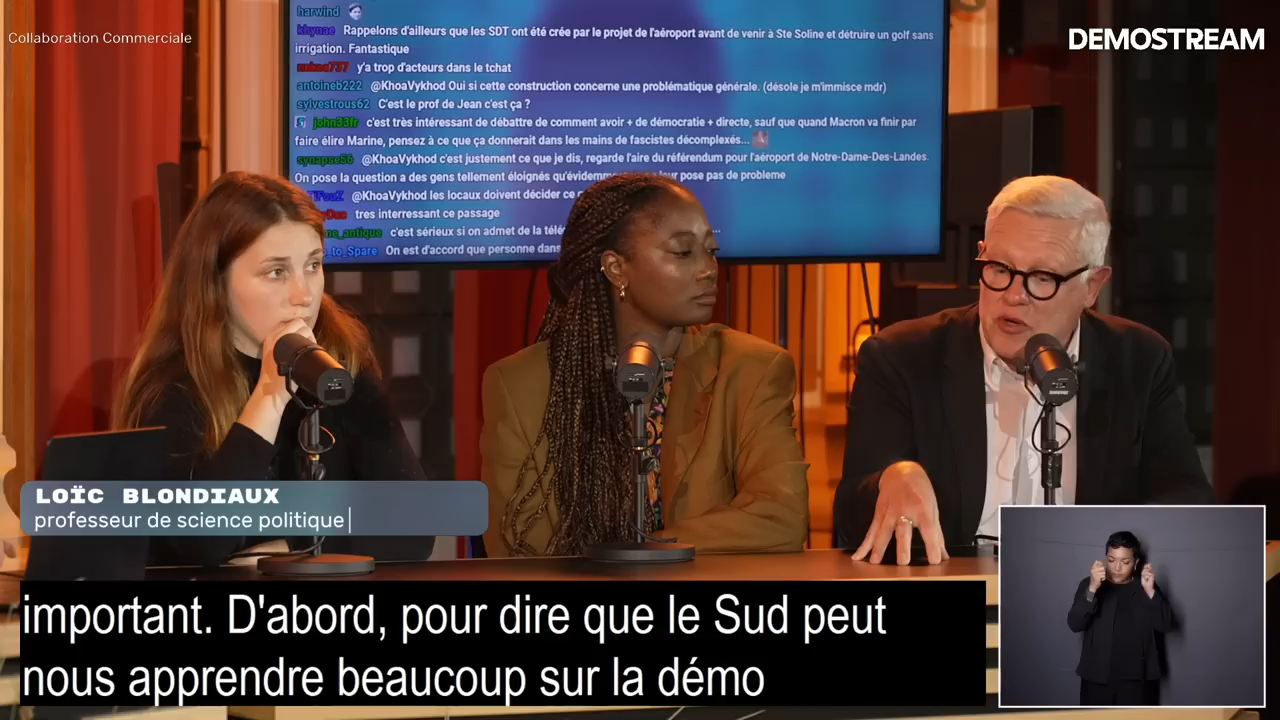 Collaboration Commerciale
DEMOSTREAM
harwind
khynae Rappelons d'ailleurs que les SDT ont été crée par le projet de l'aéroport avant de venir à Ste Soline et détruire un golf sans
irrigation. Fantastique
y'a trop d'acteurs dans le tchat
antoineb222 @KhoaVykhod Oui si cette construction concerne une problématique générale. (désole je m'immisce mdr)
sylvestrous62 C'est le prof de Jean c'est ça ?
john33fr c'est très intéressant de débattre de comment avoir + de démocratie + directe, sauf que quand Macron va finir par
faire élire Marine, pensez à ce que ça donnerait dans les mains de fascistes décomplexés...
synapse56 @KhoaVykhod c'est justement ce que je dis, regarde l'aire du référendum pour l'aéroport de Notre-Dame-Des-Landes.
On pose la question a des gens tellement éloignés qu'évidemm leur pose pas de probleme
@KhoaVykhod les locaux doivent décider ce
tres interressant ce passage
c'est sérieux si on admet de la télé ...
_to_Spare On est d'accord que personne dans
LOÏC BLONDIAUX
professeur de science politique
important. D'abord, pour dire que le Sud peut
nous apprendre beaucoup sur la démo